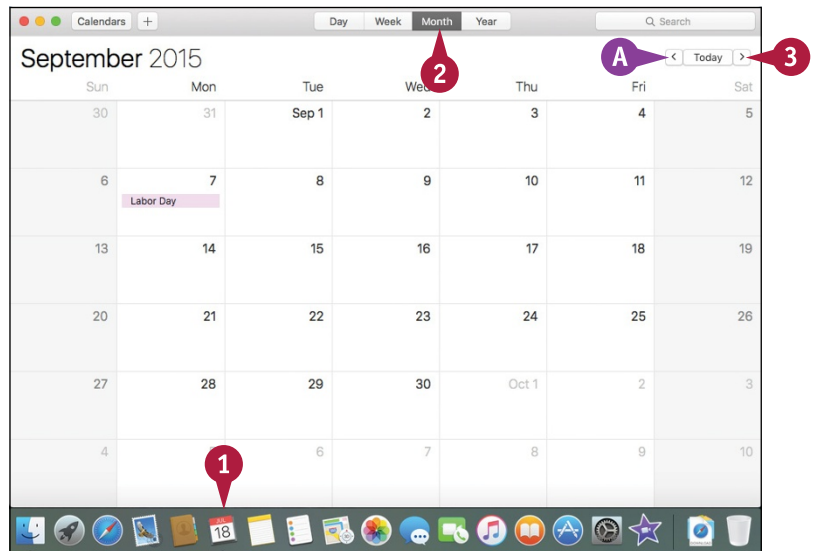 Calendars + Day Week Month Year Search
September 2015 A < Today > 3
2
Sun Mon Tue Wed Thu Fri Sat
30 31 Sep 1 2 3 4 5
6 7 8 9 10 11 12
Labor Day
13 14 15 16 17 18 19
20 21 22 23 24 25 26
27 28 29 30 Oct 1 2 3
4 6 7 8 9 10
1
JUL
18